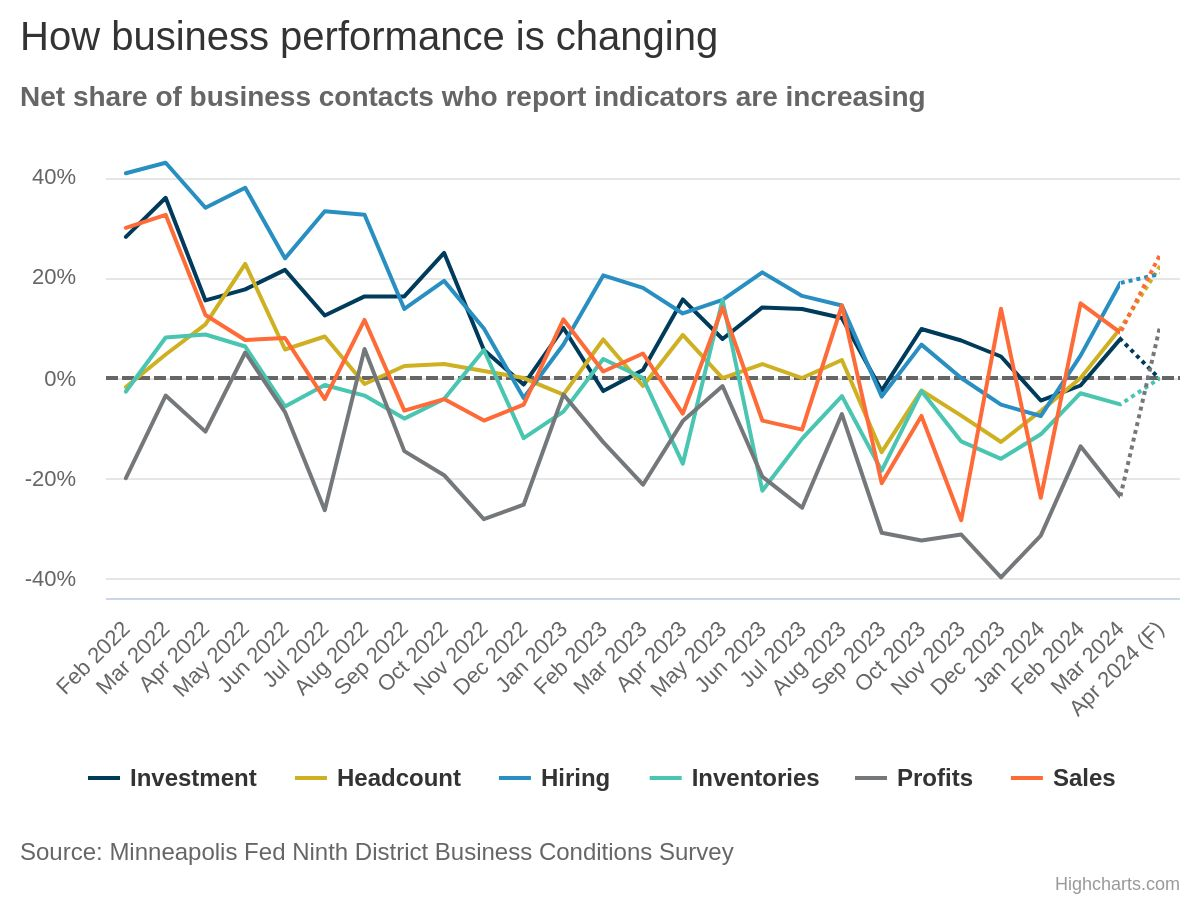 How business performance is changing
Net share of business contacts who report indicators are increasing
40%
20%
0%
-20%
-40%
Feb 2022
Mar 2022
Apr 2022
May 2022
Jun 2022
Jul 2022
Aug 2022
Sep 2022
Oct 2022
Nov 2022
Dec 2022
Jan 2023
Feb 2023
Mar 2023
Apr 2023
May 2023
Jun 2023
Jul 2023
Aug 2023
Sep 2023
Oct 2023
Nov 2023
Dec 2023
Jan 2024
Feb 2024
Mar 2024
Apr 2024 (F)
Investment Headcount Hiring Inventories Profits Sales
Source: Minneapolis Fed Ninth District Business Conditions Survey
Highcharts.com